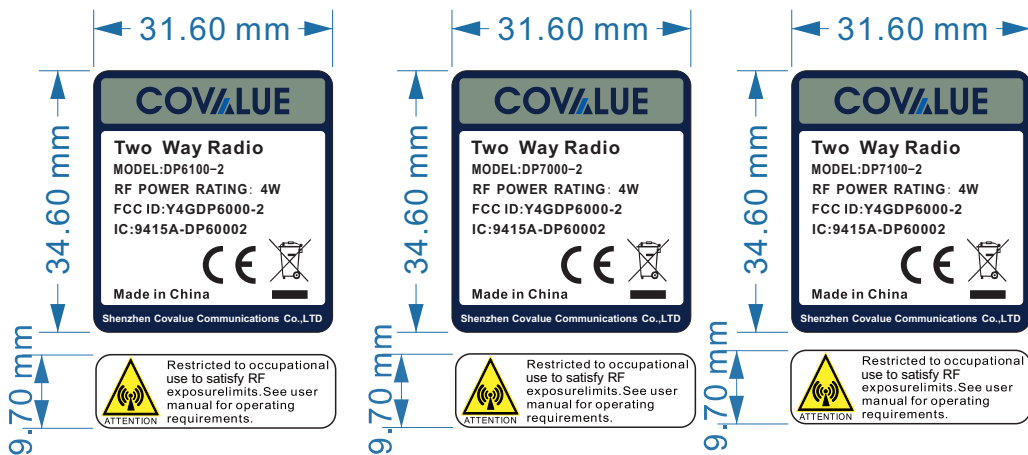 31.60 mm
34.60 mm
COVALUE
Two Way Radio
MODEL:DP6100-2
RF POWER RATING: 4W
FCC ID:Y4GDP6000-2
IC:9415A-DP60002
CE
Made in China
Shenzhen Covalue Communications Co.,LTD
9.70 mm
ATTENTION
Restricted to occupational
use to satisfy RF
exposurelimits.See user
manual for operating
requirements.
31.60 mm
34.60 mm
COVALUE
Two Way Radio
MODEL:DP7000-2
RF POWER RATING: 4W
FCC ID:Y4GDP6000-2
IC:9415A-DP60002
CE
Made in China
Shenzhen Covalue Communications Co.,LTD
9.70 mm
ATTENTION
Restricted to occupational
use to satisfy RF
exposurelimits.See user
manual for operating
requirements.
31.60 mm
34.60 mm
COVALUE
Two Way Radio
MODEL:DP7100-2
RF POWER RATING: 4W
FCC ID:Y4GDP6000-2
IC:9415A-DP60002
CE
Made in China
Shenzhen Covalue Communications Co.,LTD
9.70 mm
ATTENTION
Restricted to occupational
use to satisfy RF
exposurelimits.See user
manual for operating
requirements.